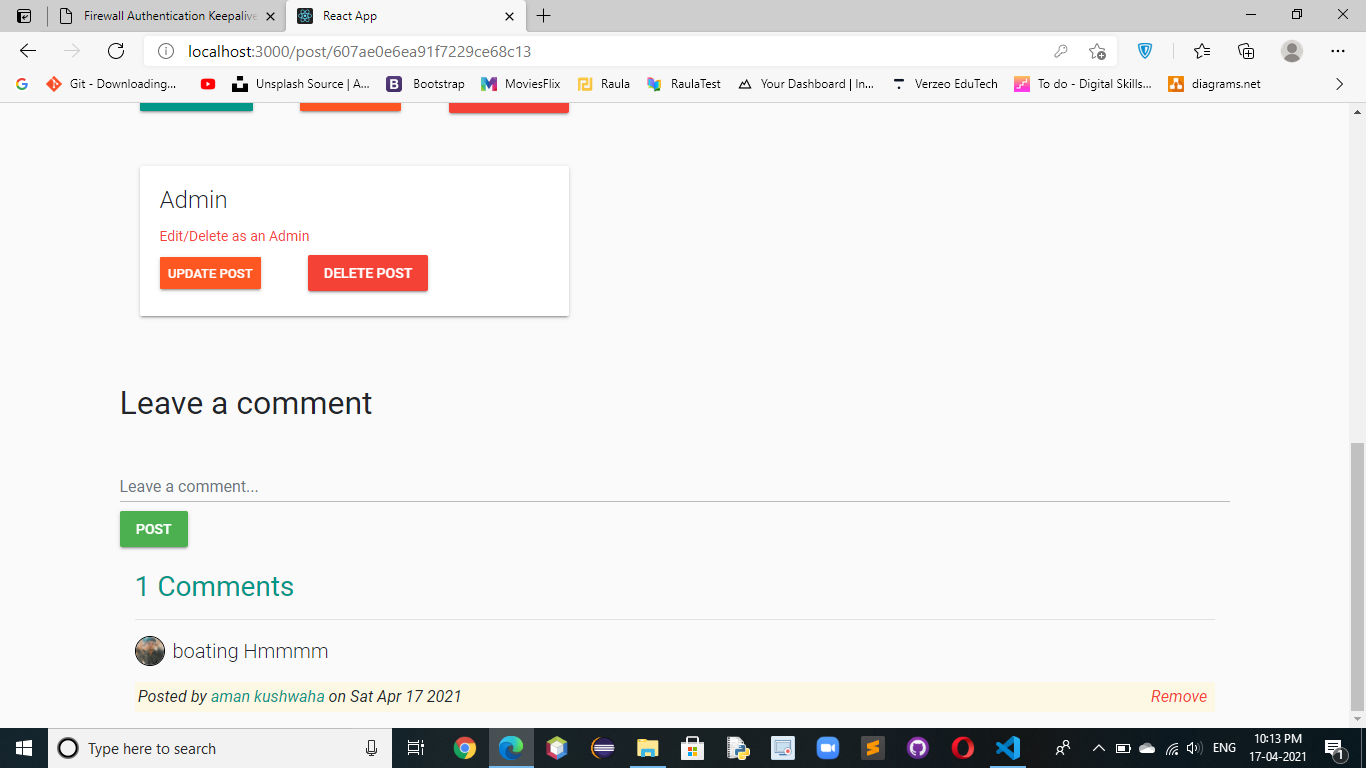 Firewall Authentication Keepalive
React App
localhost:3000/post/607ae0e6ea91f7229ce68c13
Git - Downloading... Unsplash Source | A... Bootstrap MoviesFlix Raula RaulaTest Your Dashboard | In... Verzeo EduTech To do - Digital Skills... diagrams.net
Admin
Edit/Delete as an Admin
UPDATE POST DELETE POST
Leave a comment
Leave a comment...
POST
1 Comments
boating Hmmmm
Posted by aman kushwaha on Sat Apr 17 2021 Remove
Type here to search
ENG
10:13 PM
17-04-2021
1